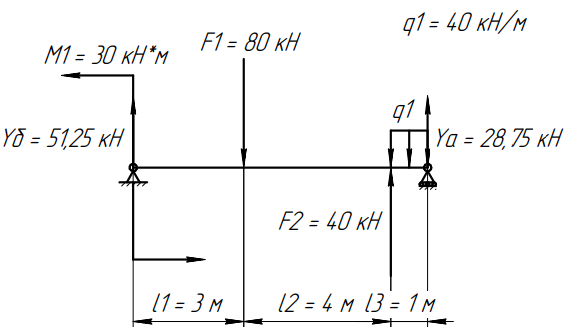 q1 = 40 кН/м
F1 = 80 кН
M1 = 30 кН*м
q1
Yб = 51,25 кН
Yа = 28,75 кН
F2 = 40 кН
l1 = 3 м
l2 = 4 м
l3 = 1 м